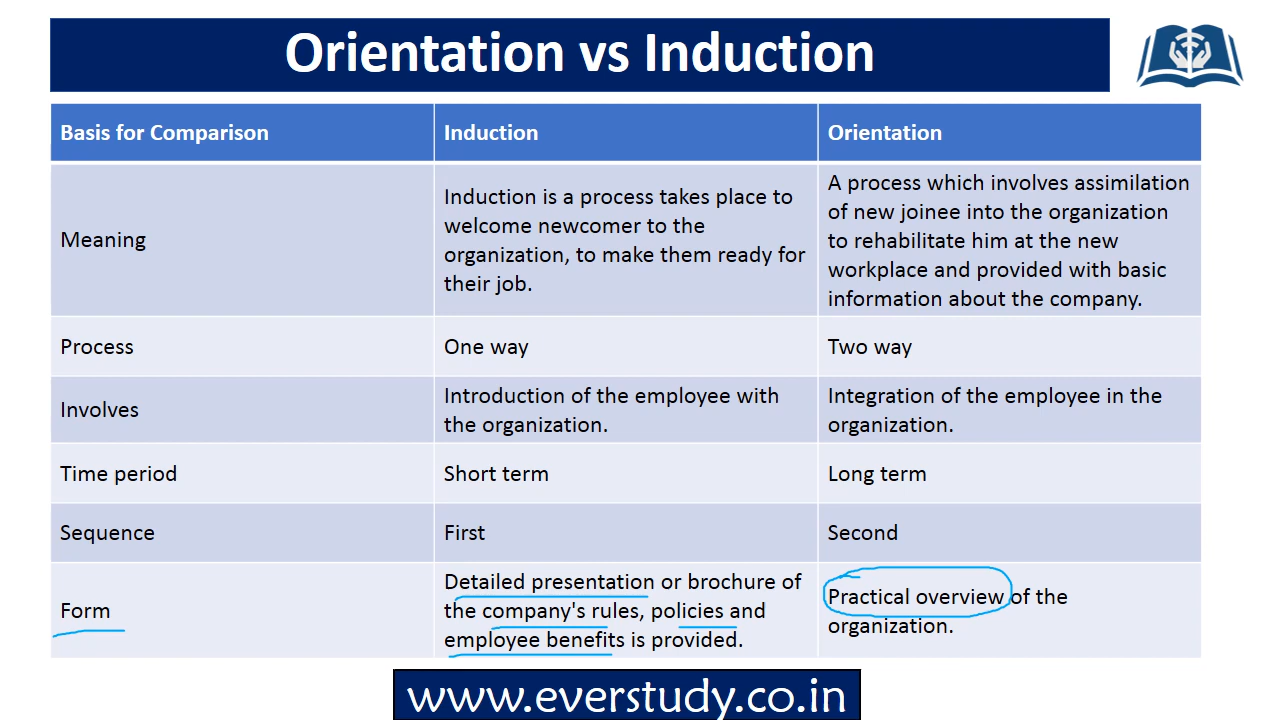 Orientation vs Induction
Basis for Comparison
Induction
Orientation
Meaning
Induction is a process takes place to
welcome newcomer to the
organization, to make them ready for
their job.
A process which involves assimilation
of new joinee into the organization
to rehabilitate him at the new
workplace and provided with basic
information about the company.
Process
One way
Two way
Involves
Introduction of the employee with
the organization.
Integration of the employee in the
organization.
Time period
Short term
Long term
Sequence
First
Second
Form
Detailed presentation or brochure of
the company's rules, policies and
employee benefits is provided.
Practical overview of the
organization.
www.everstudy.co.in